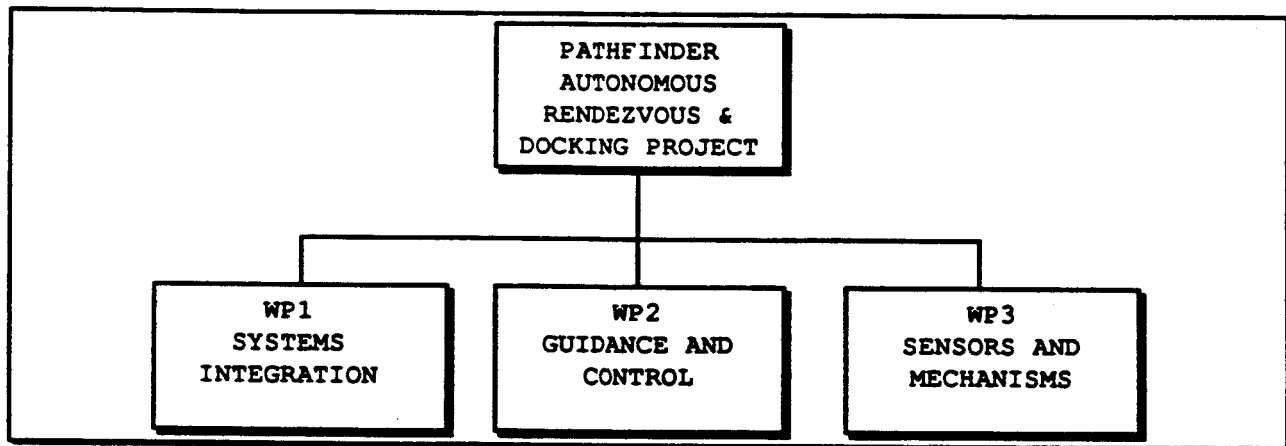 PATHFINDER
AUTONOMOUS
RENDEZVOUS &
DOCKING PROJECT
WP1
SYSTEMS
INTEGRATION
WP2
GUIDANCE AND
CONTROL
WP3
SENSORS AND
MECHANISMS